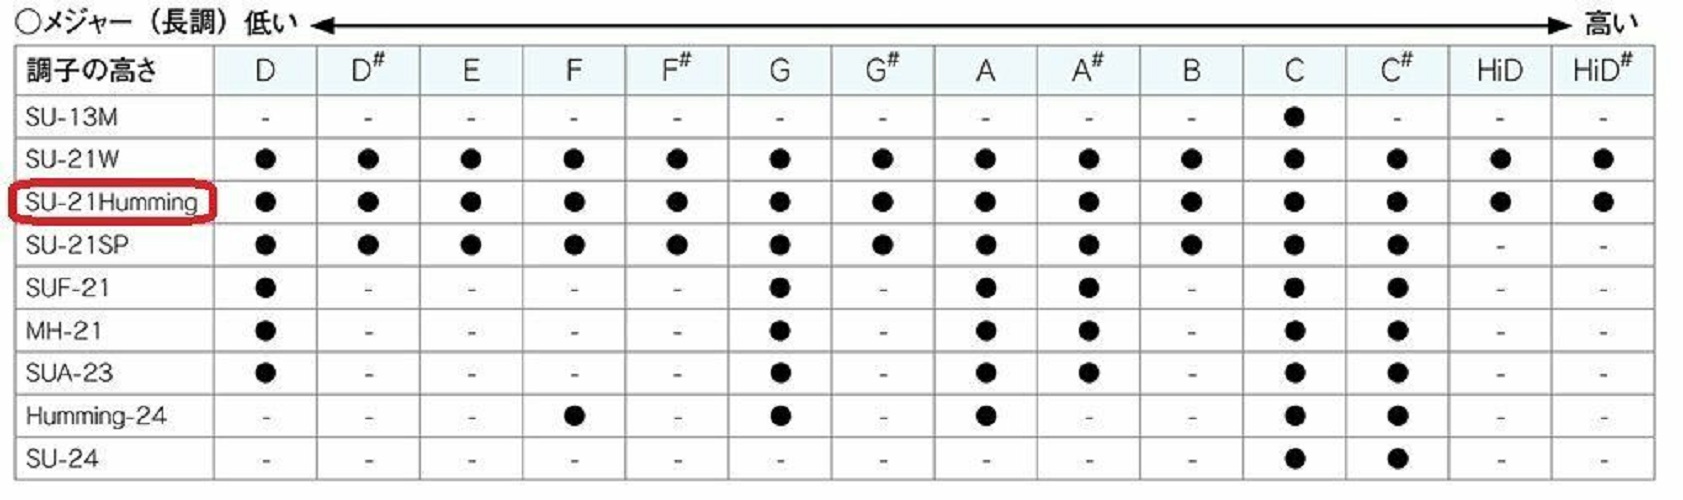 ○メジャー（長調）低い ◀▶ 高い
調子の高さ D D# E F F# G G# A A# B C C# HiD HiD#
SU-13M - - - - - - - - - - ● - - -
SU-21W ● ● ● ● ● ● ● ● ● ● ● ● ● ●
SU-21Humming ● ● ● ● ● ● ● ● ● ● ● ● ● ●
SU-21SP ● ● ● ● ● ● ● ● ● ● ● ● - -
SUF-21 ● - - - - ● - ● ● - ● ● - -
MH-21 ● - - - - ● - ● ● - ● ● - -
SUA-23 ● - - - - ● - ● ● - ● ● - -
Humming-24 - - - ● - ● - ● - - ● ● - -
SU-24 - - - - - - - - - - ● ● - -